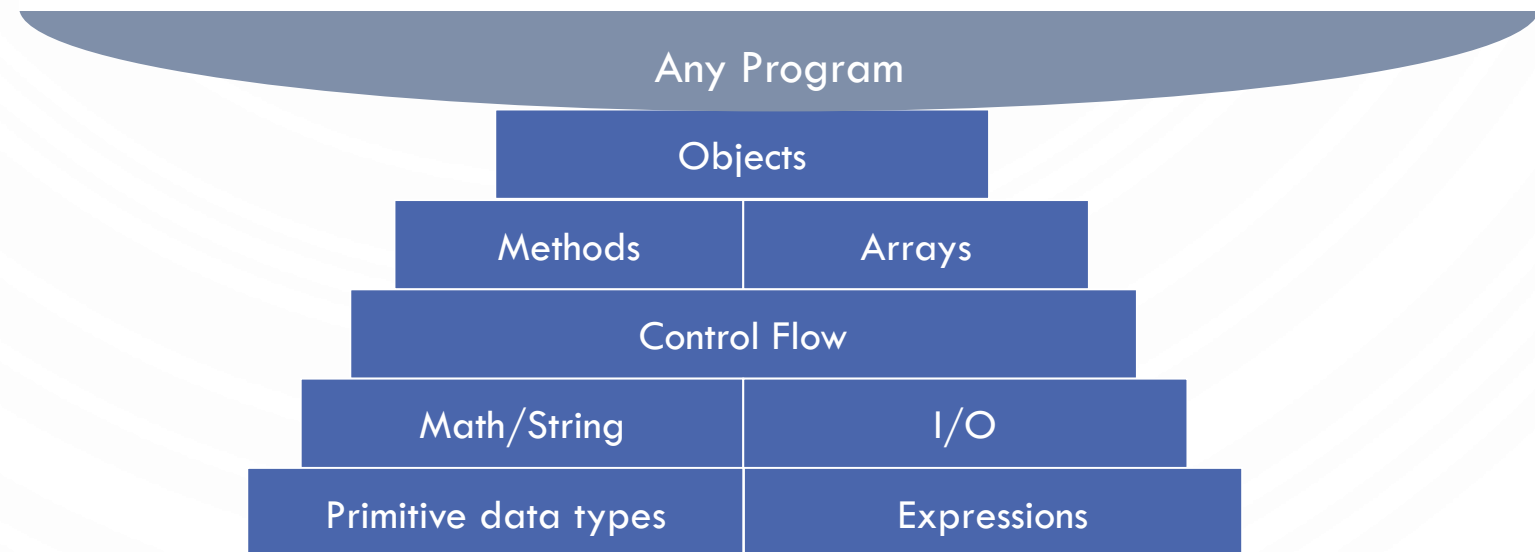 Any Program
Objects
Methods Arrays
Control Flow
Math/String I/O
Primitive data types Expressions